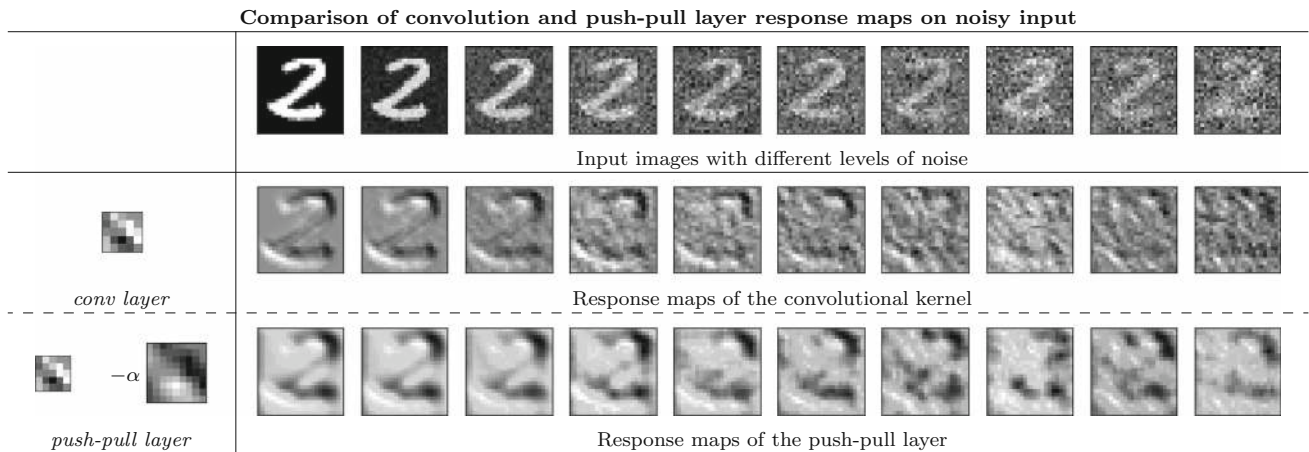 Comparison of convolution and push-pull layer response maps on noisy input
Input images with different levels of noise
conv layer
Response maps of the convolutional kernel
−α
push-pull layer
Response maps of the push-pull layer